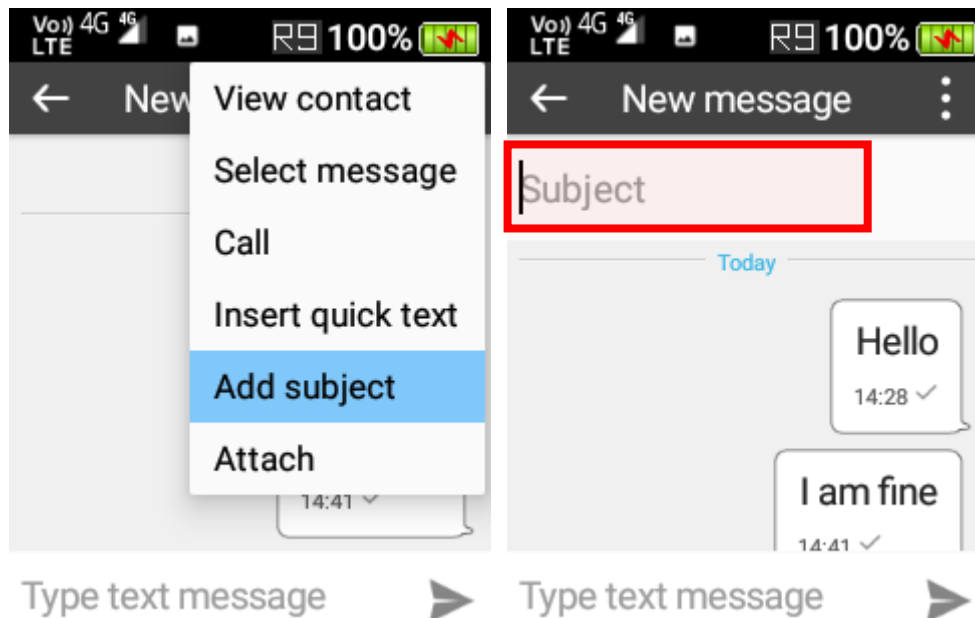 Vo)) 4G 4G
LTE
R9 100%
New
View contact
Select message
Call
Insert quick text
Add subject
Attach
14:41
Type text message
Vo)) 4G 4G
LTE
R9 100%
New message
Subject
Today
Hello
14:28
I am fine
14:41
Type text message